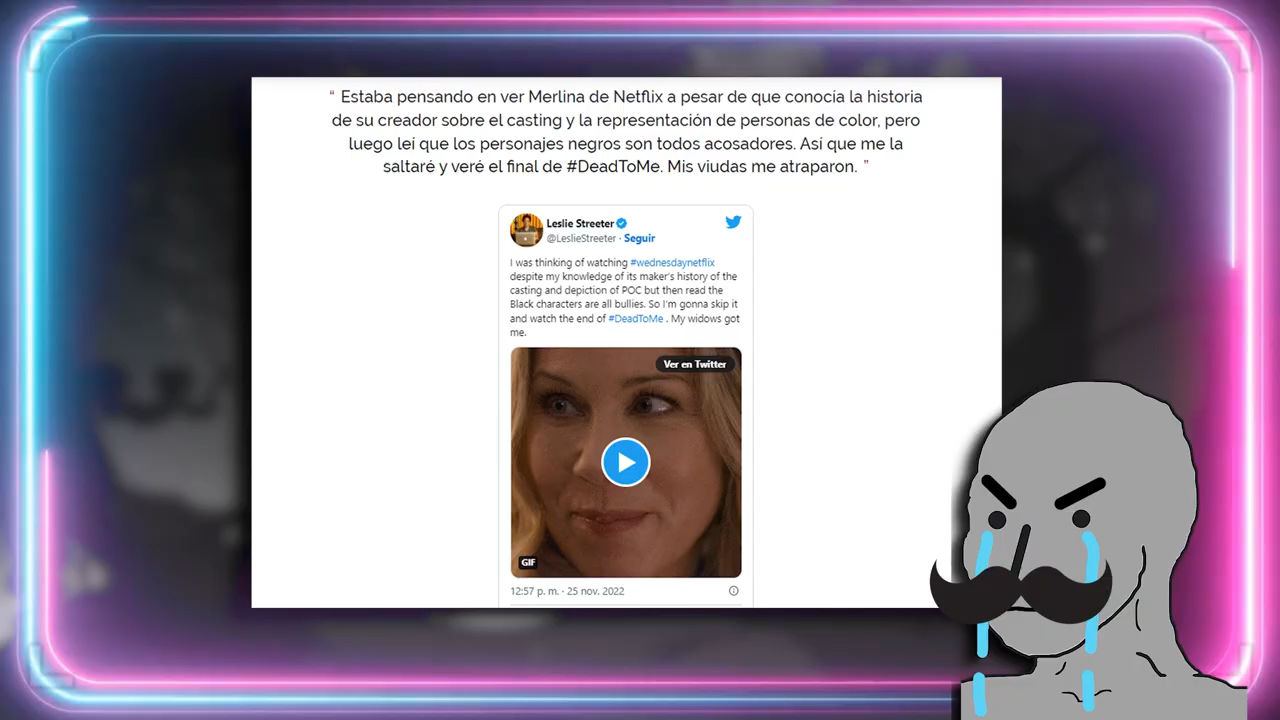 “ Estaba pensando en ver Merlina de Netflix a pesar de que conocia la historia
de su creador sobre el casting y la representación de personas de color, pero
luego leí que los personajes negros son todos acosadores. Así que me la
saltaré y veré el final de #DeadToMe. Mis viudas me atraparon. ”
Leslie Streeter
@LeslieStreeter · Seguir
I was thinking of watching #wednesdaynetflix
despite my knowledge of its maker's history of the
casting and depiction of POC but then read the
Black characters are all bullies. So I'm gonna skip it
and watch the end of #DeadToMe . My widows got
me.
Ver en Twitter
GIF
12:57 p. m. · 25 nov. 2022